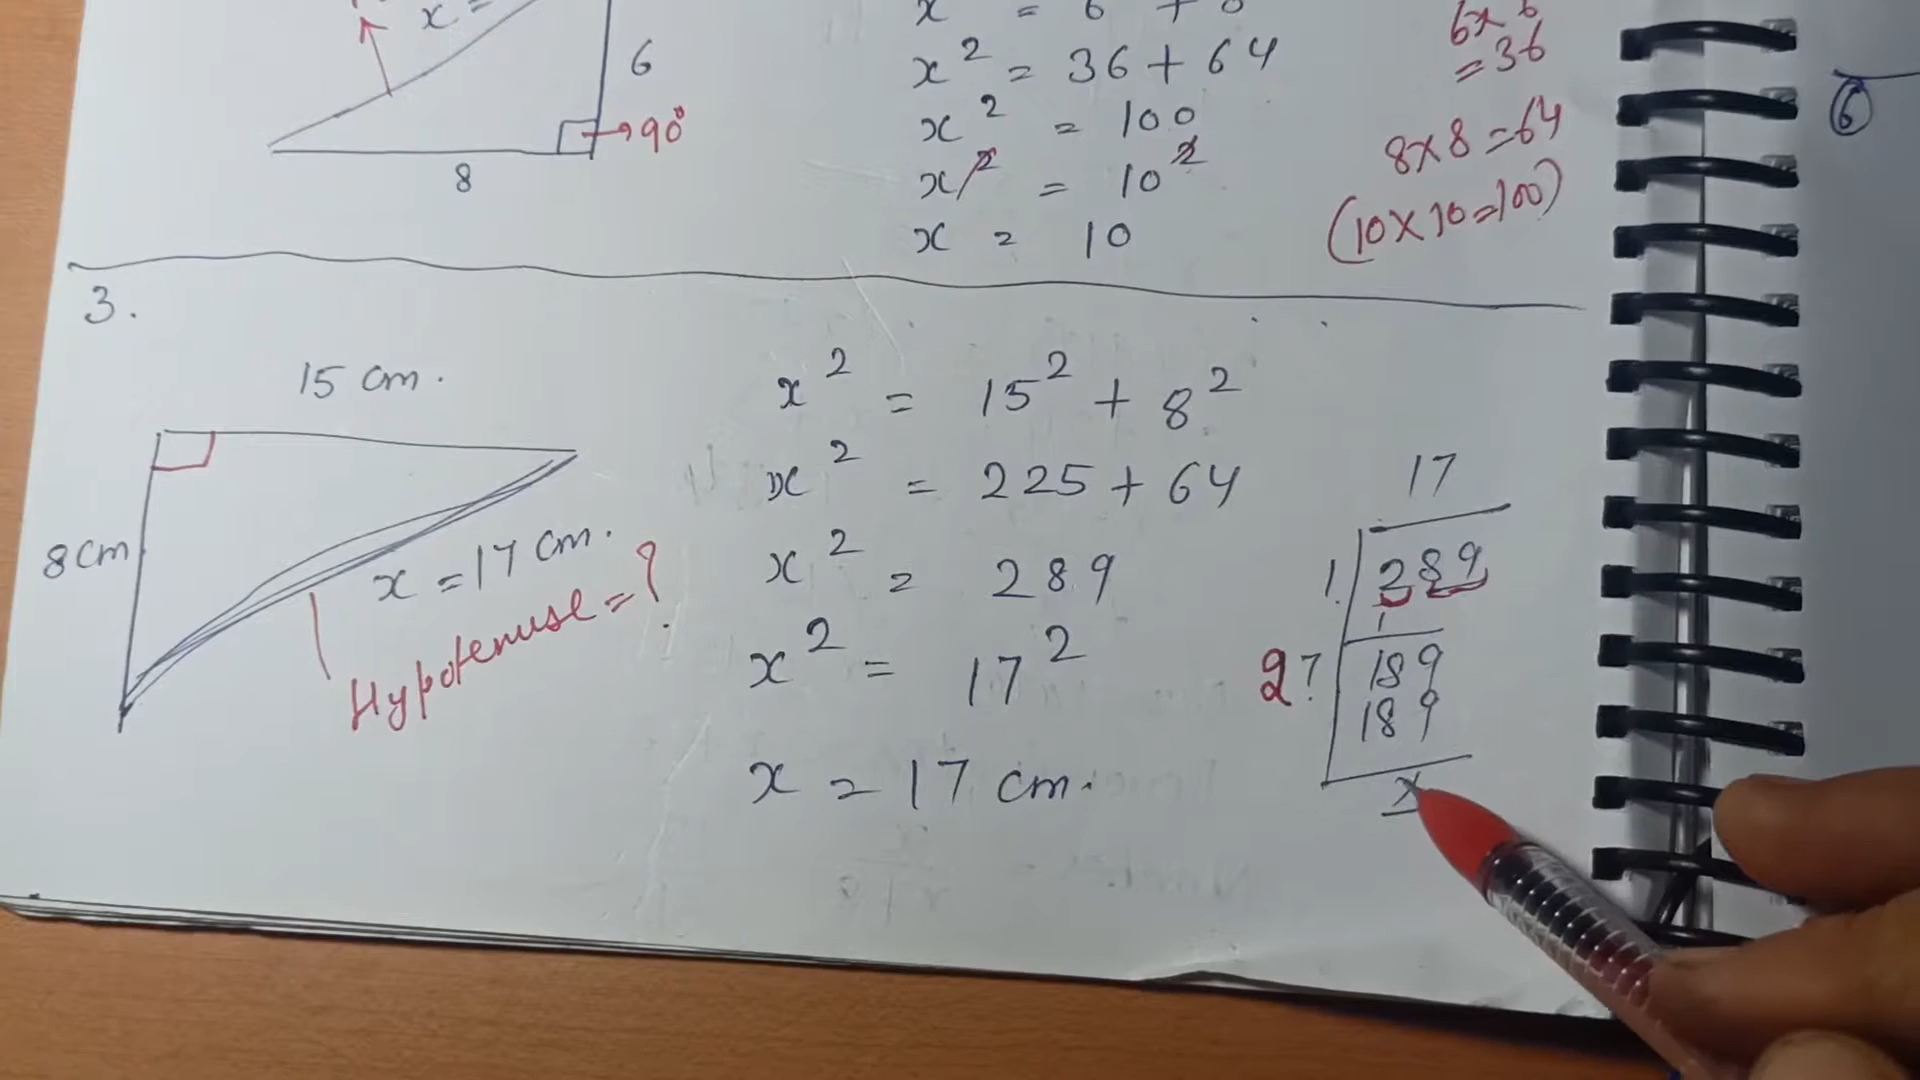 x =
6
→90°
8
x² = 36 + 64
x² = 100
x² = 10²
x = 10
= 36
8×8 = 64
(10×10=100)
6
3.
15 cm.
8cm
x = 17 cm.
Hypotenuse = ?
x² = 15² + 8²
x² = 225 + 64
x² = 289
x² = 17²
x = 17 cm.
17
1 289
1
27 189
189
x